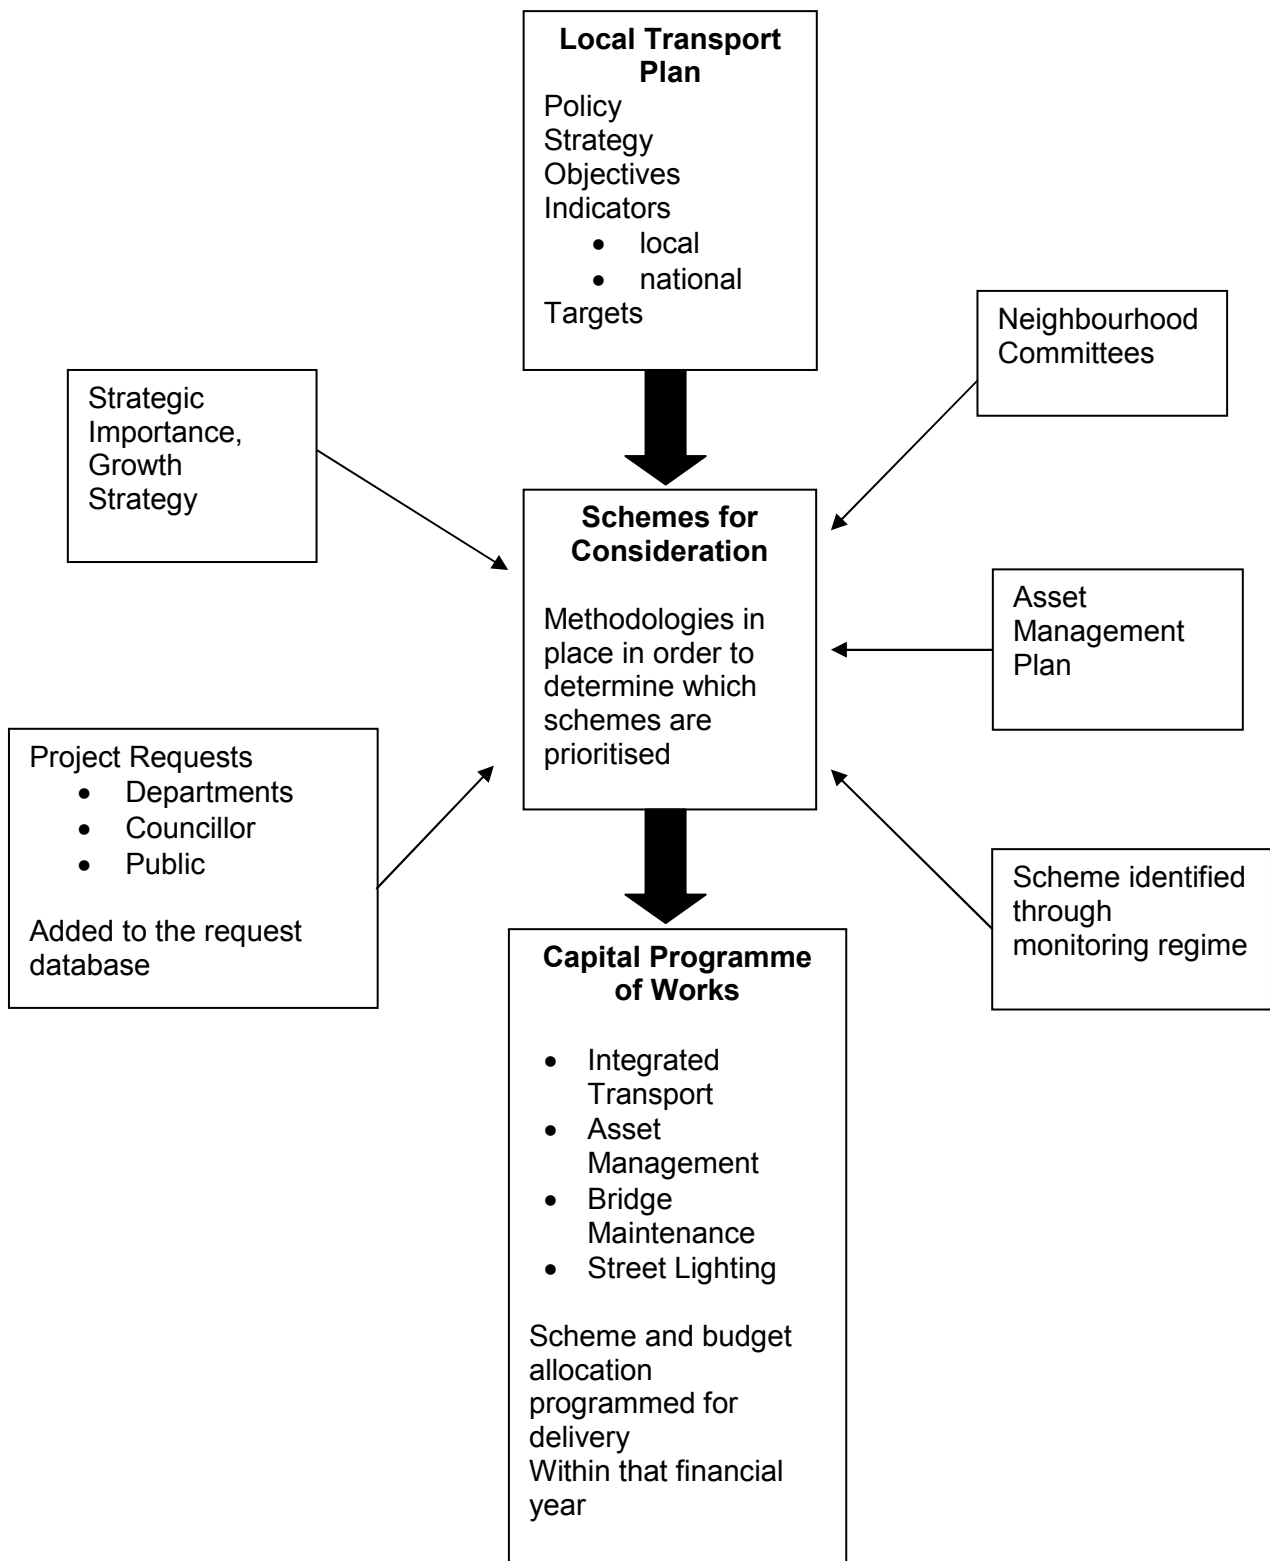 Local Transport
Plan
Policy
Strategy
Objectives
Indicators
• local
• national
Targets
Neighbourhood
Committees
Strategic
Importance,
Growth
Strategy
Schemes for
Consideration
Methodologies in
place in order to
determine which
schemes are
prioritised
Asset
Management
Plan
Project Requests
• Departments
• Councillor
• Public
Added to the request
database
Scheme identified
through
monitoring regime
Capital Programme
of Works
• Integrated
Transport
• Asset
Management
• Bridge
Maintenance
• Street Lighting
Scheme and budget
allocation
programmed for
delivery
Within that financial
year